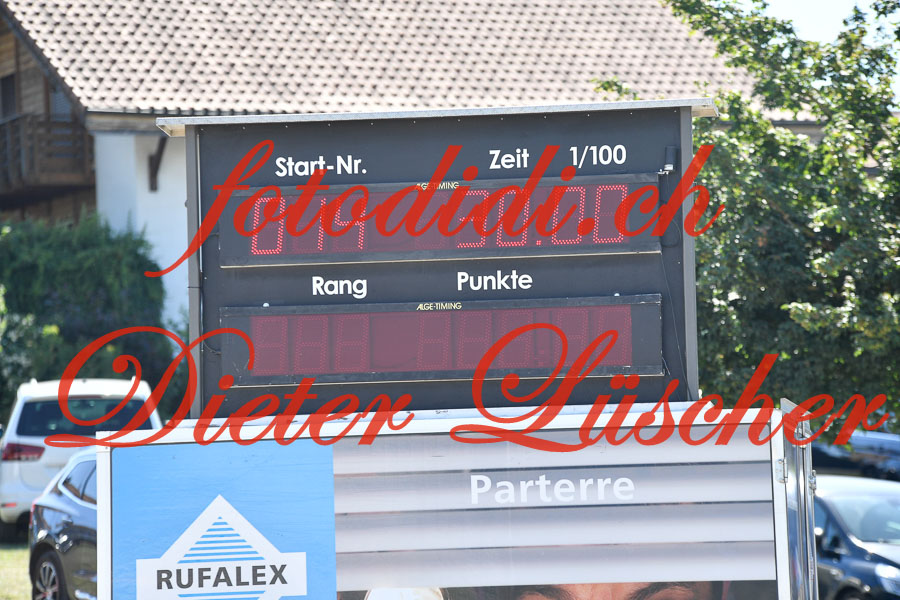 Start-Nr. Zeit 1/100
ALGE-TIMING
fotodidi.ch
Rang Punkte
ALGE-TIMING
Dieter Lüscher
Parterre
RUFALEX